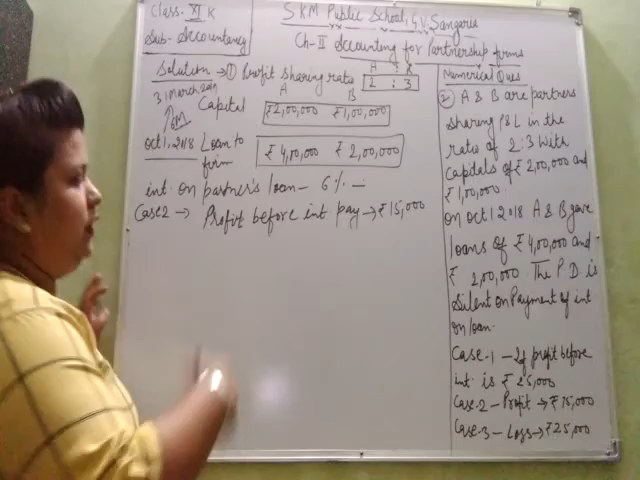 Class- XI K
Sub- Accountancy
SKM Public School, G.V. Sangaria
Ch-II Accounting for Partnership firms
Solution → ① Profit sharing ratio
A : B
2 : 3
31 March 2019
6M
A B
Capital ₹2,00,000 ₹1,00,000
Oct 1, 2018 Loan to firm ₹4,00,000 ₹2,00,000
int. on partner's loan - 6% -
Case 2 → Profit before int. pay → ₹15,000
Numerical Ques
② A & B are partners
sharing P&L in the
ratio of 2:3 with
capitals of ₹2,00,000 and
₹1,00,000.
on Oct 1 2018 A & B gave
loans of ₹4,00,000 and
₹ 2,00,000. The P.D. is
Silent on Payment of int
on loan.
Case-1 - If profit before
int is ₹25,000
Case-2 - Profit → ₹15,000
Case-3 - Loss → ₹25,000